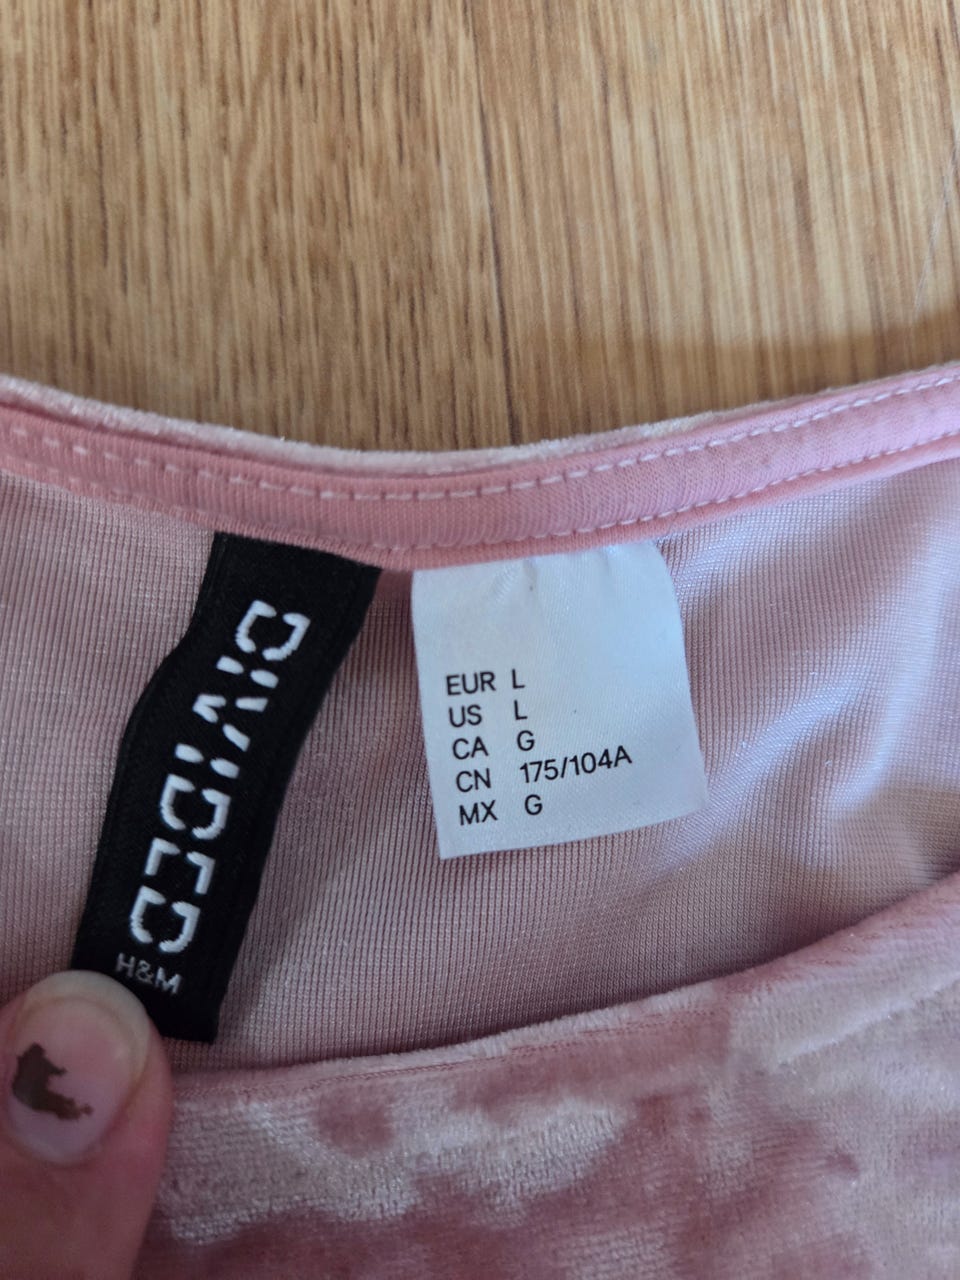 DIVIDED
H&M
EUR L
US L
CA G
CN 175/104A
MX G